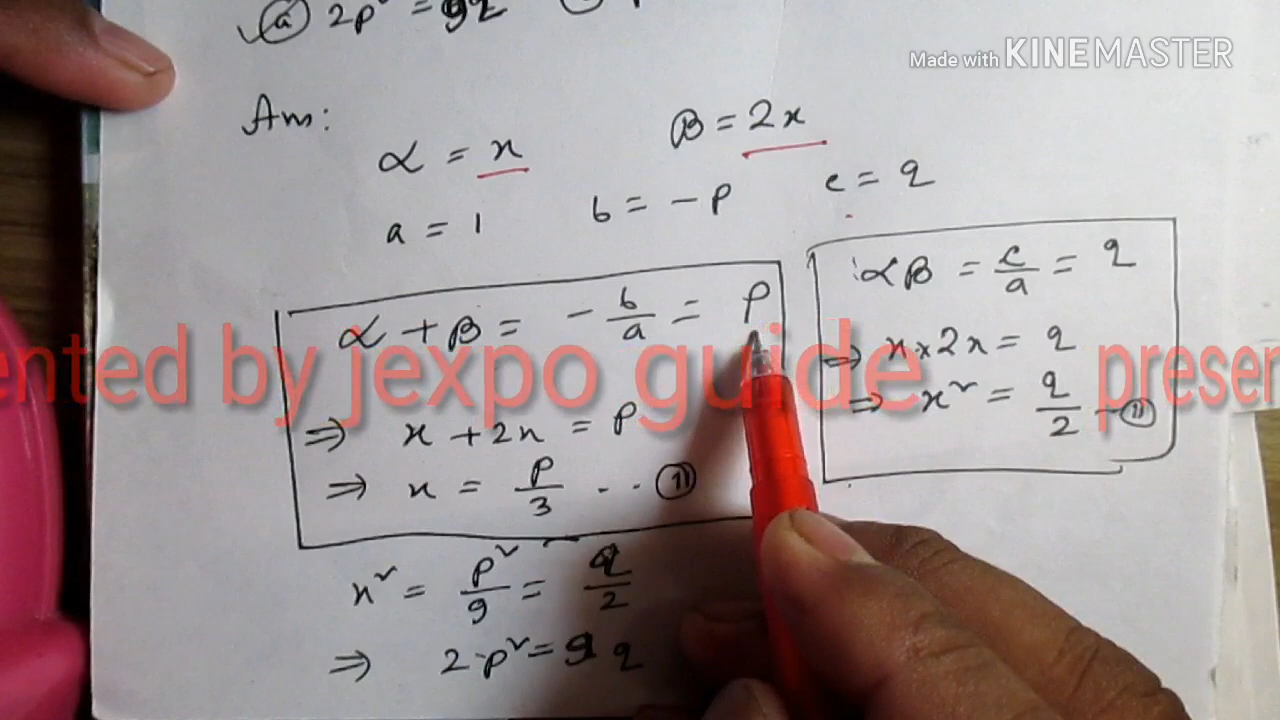 ⓐ 2p² = 9q
Made with KINEMASTER
Ans:
α = x β = 2x
a = 1 b = -p c = q
α + β = - b/a = p
⇒ x + 2x = p
⇒ x = p/3 --- ⓘ
αβ = c/a = q
⇒ x × 2x = q
⇒ x² = q/2 --- ⓘⓘ
ented by jexpo guide presen
x² = p²/9 = q/2
⇒ 2p² = 9q